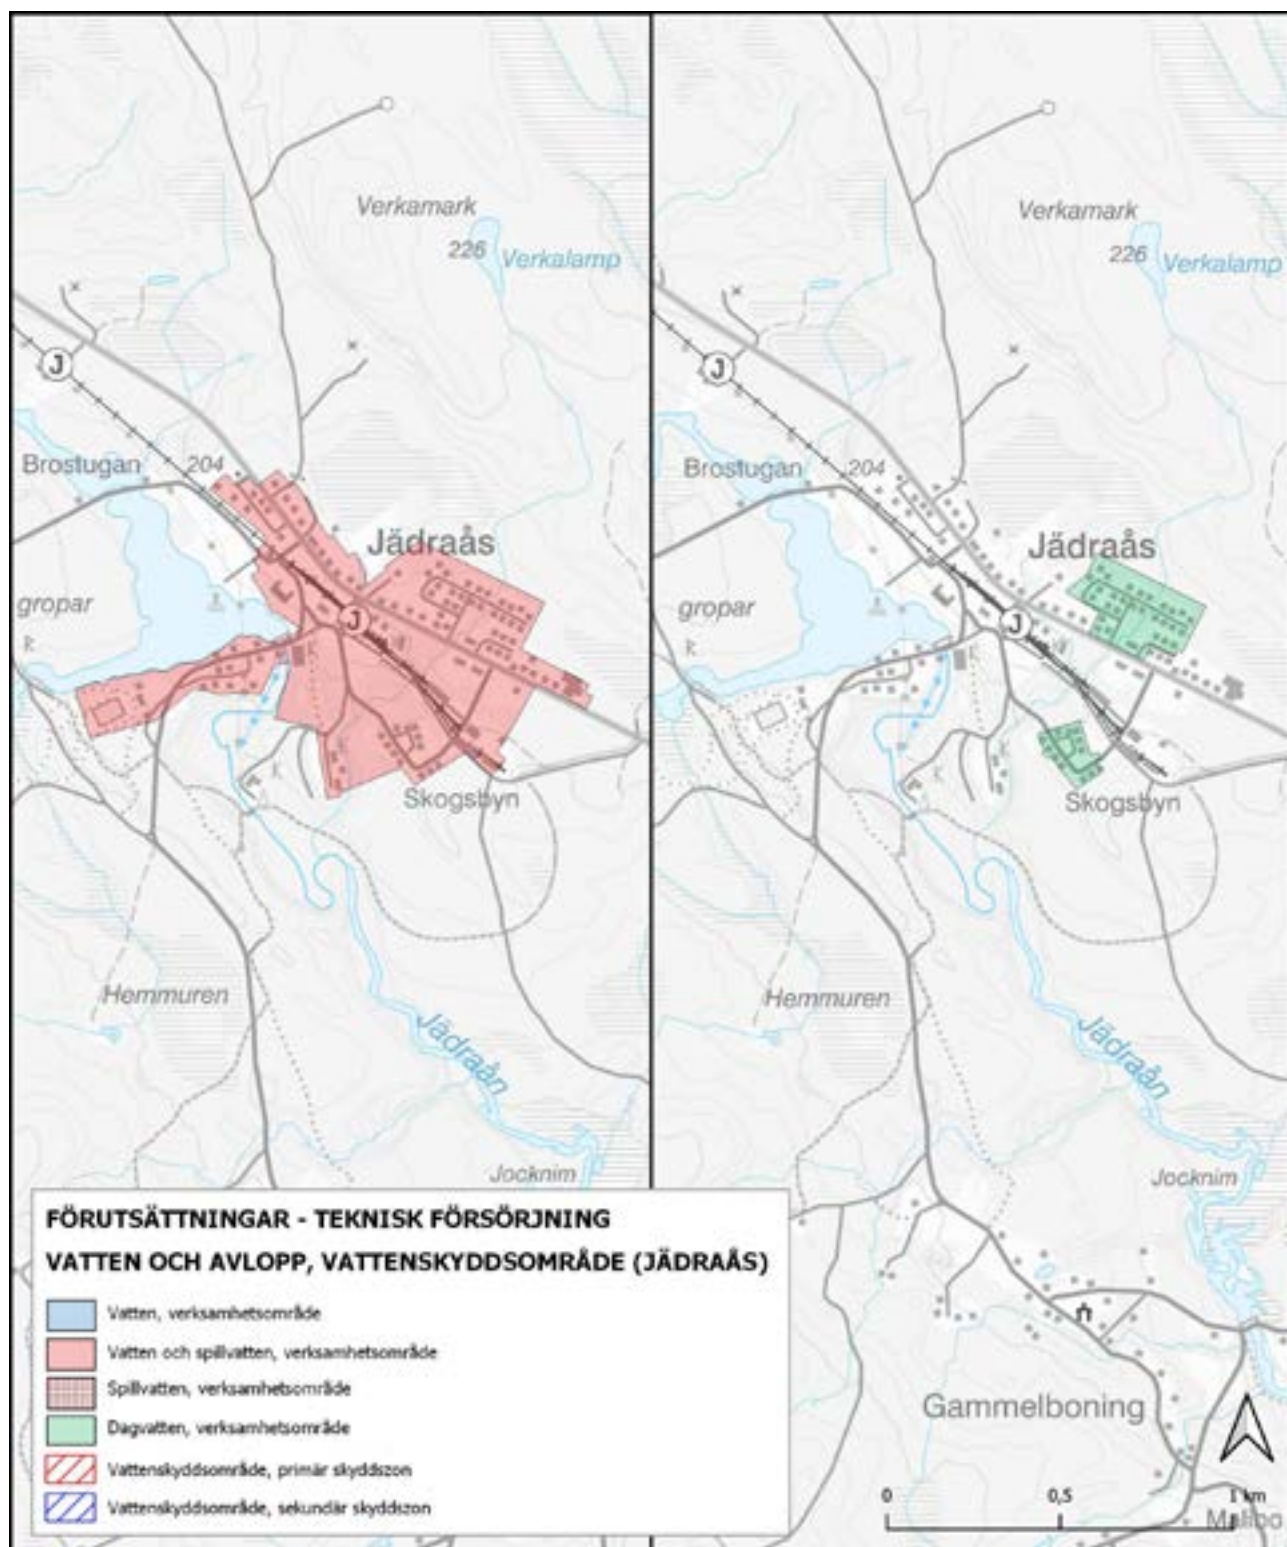 Verkamark
226 Verkalamp
J
Brostugan 204
Jädraås
gropar
J
Skogsbyn
Hemmuren
Jädraån
Jocknim
Verkamark
226 Verkalamp
J
Brostugan 204
Jädraås
gropar
J
Skogsbyn
Hemmuren
Jädraån
Jocknim
Gammelboning
0 0,5 1 km
FÖRUTSÄTTNINGAR - TEKNISK FÖRSÖRJNING
VATTEN OCH AVLOPP, VATTENSKYDDSOMRÅDE (JÄDRAÅS)
Vatten, verksamhetsområde
Vatten och spillvatten, verksamhetsområde
Spillvatten, verksamhetsområde
Dagvatten, verksamhetsområde
Vattenskyddsområde, primär skyddszon
Vattenskyddsområde, sekundär skyddszon